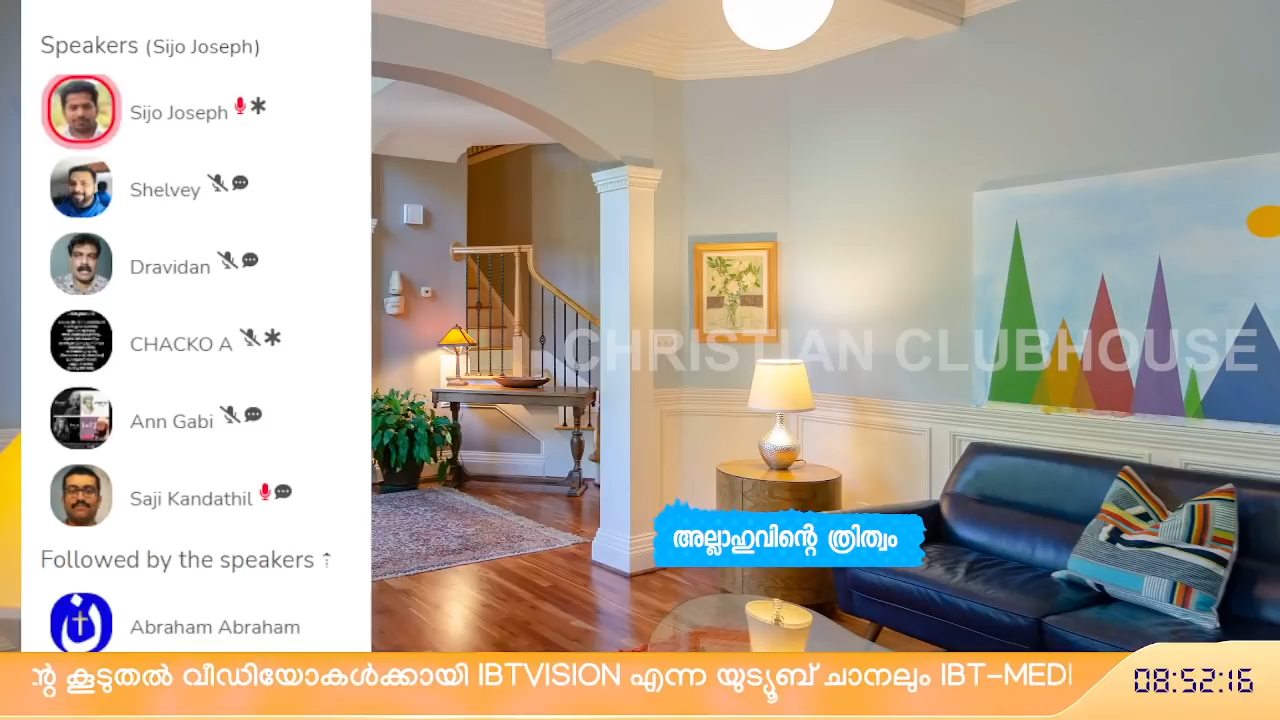 Speakers (Sijo Joseph)
Sijo Joseph
Shelvey
Dravidan
CHACKO A
Ann Gabi
Saji Kandathil
Followed by the speakers ⇡
Abraham Abraham
CHRISTIAN CLUBHOUSE
അല്ലാഹുവിന്റെ ത്രിത്വം
കൂടുതൽ വീഡിയോകൾക്കായി IBTVISION എന്ന യുട്യൂബ് ചാനലും IBT-MEDI
08:52:16